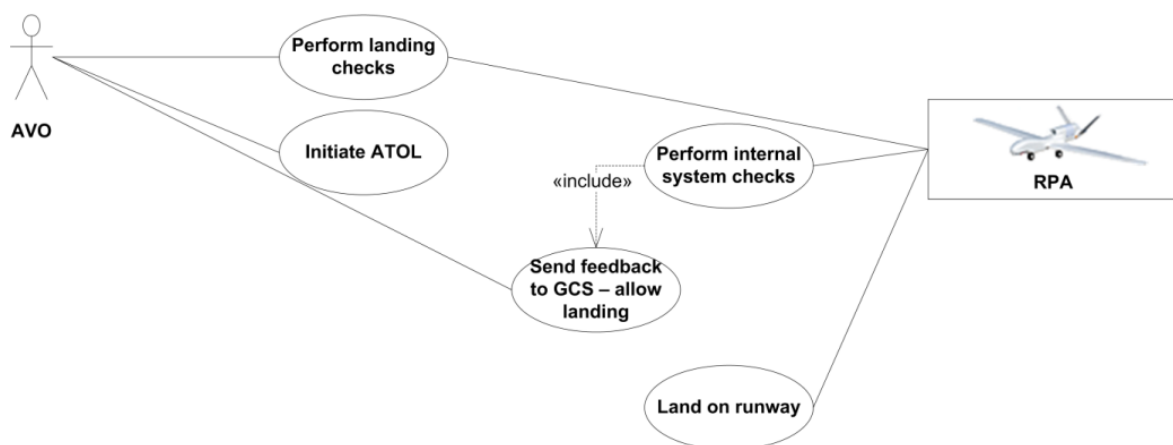 AVO
Perform landing
checks
Initiate ATOL
«include»
Perform internal
system checks
RPA
Send feedback
to GCS – allow
landing
Land on runway